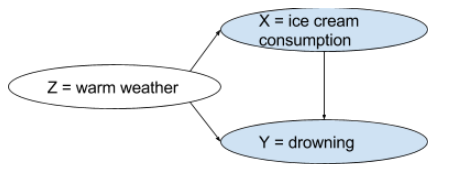 X = ice cream
consumption
Z = warm weather
Y = drowning